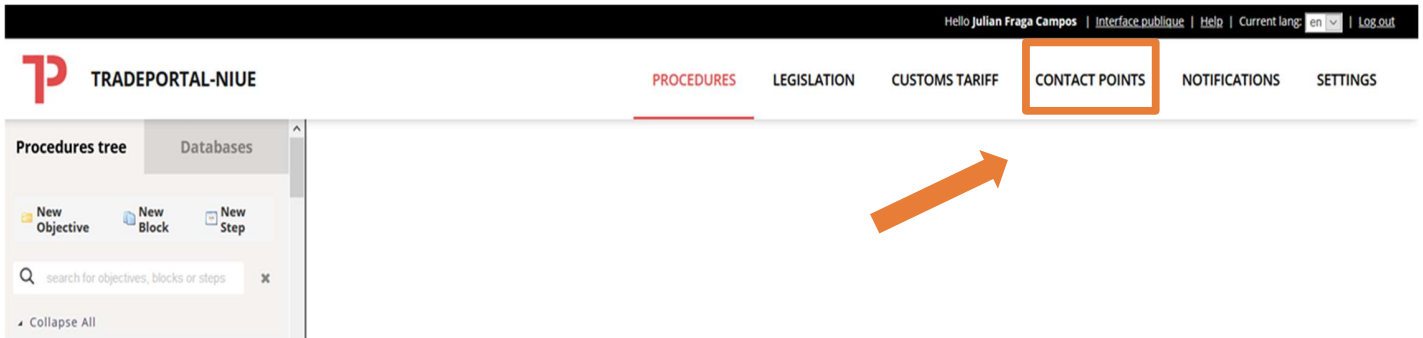 Hello Julian Fraga Campos | Interface publique | Help | Current lang: en | Log out
TRADEPORTAL-NIUE
PROCEDURES LEGISLATION CUSTOMS TARIFF CONTACT POINTS NOTIFICATIONS SETTINGS
Procedures tree Databases
New Objective
New Block
New Step
search for objectives, blocks or steps
Collapse All